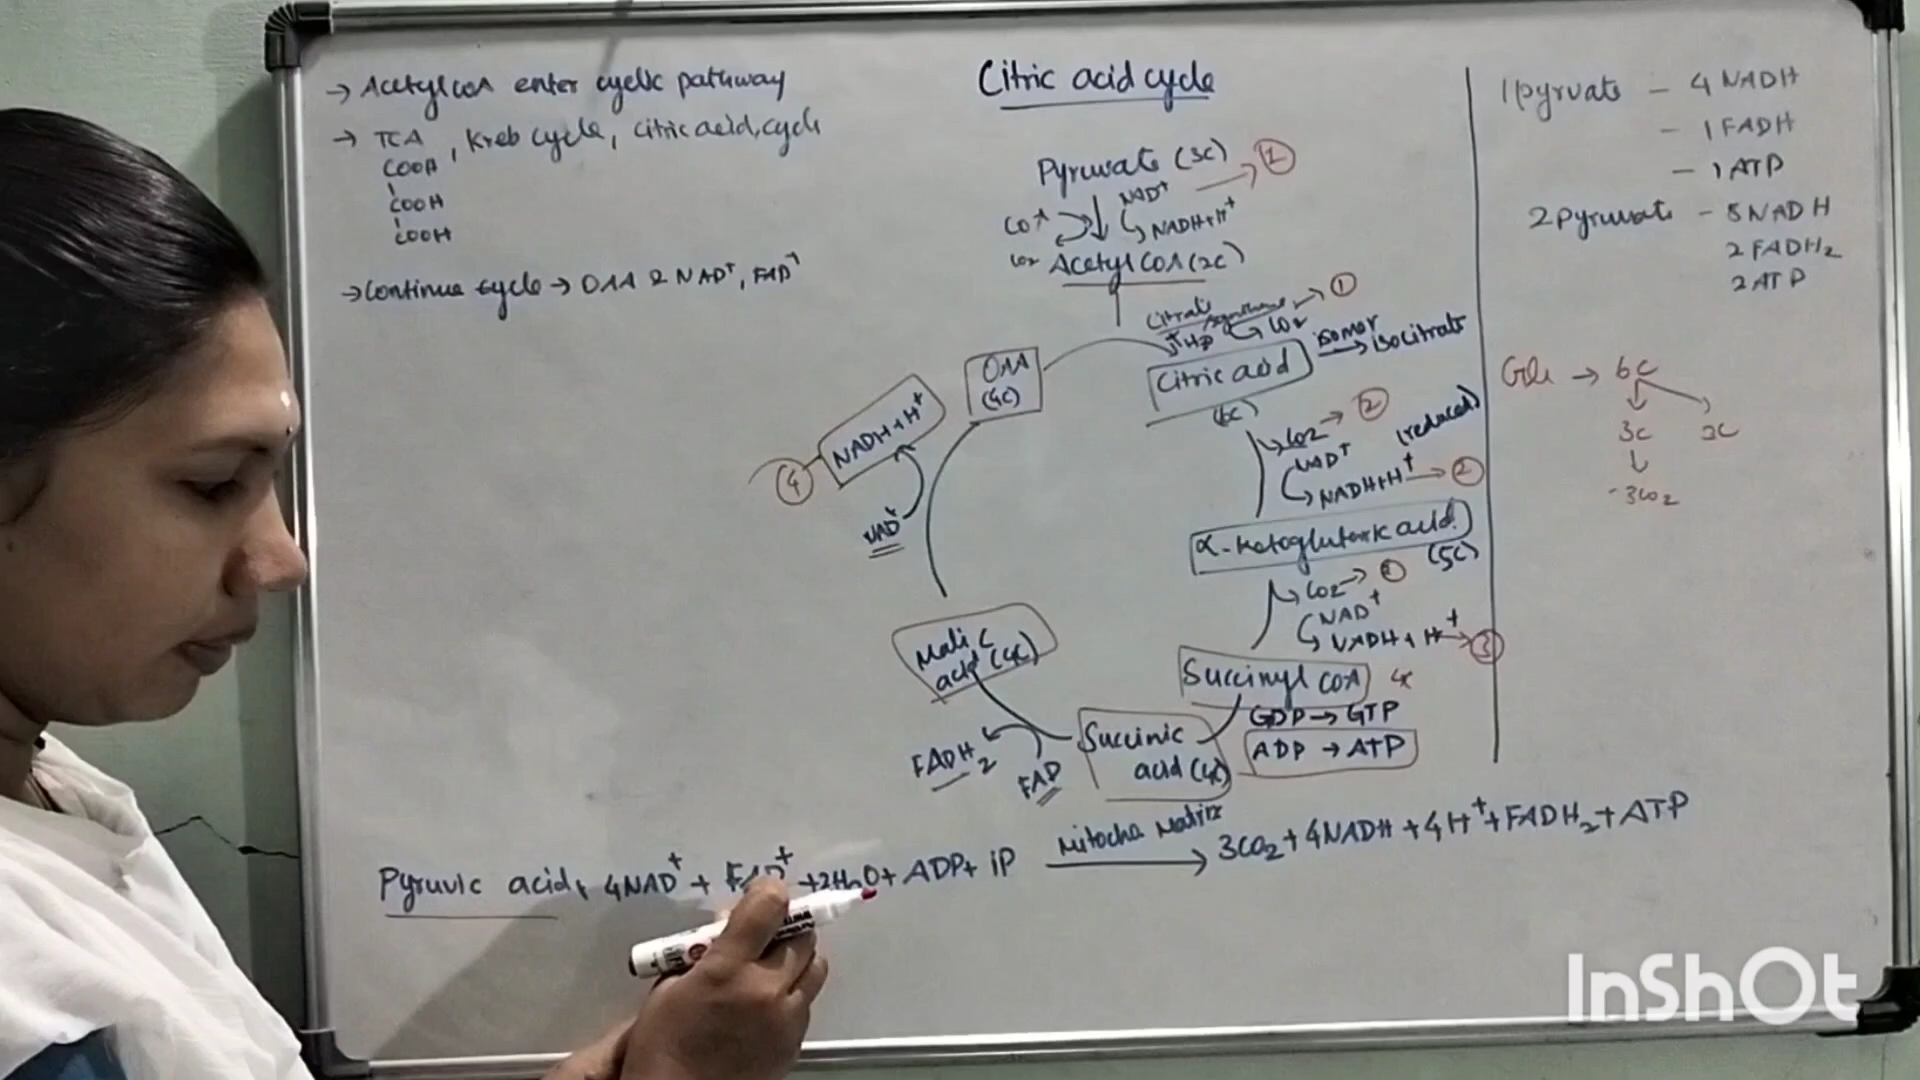 → Acetyl coA enter cyclic pathway
→ TCA, Kreb cycle, Citric acid, cycle
COOH
COOH
COOH
→ Continue cycle → OAA & NAD⁺, FAD⁺
Citric acid cycle
Pyruvate (3C)
NAD⁺ → ①
COA
NADH+H⁺
CO2 Acetyl COA (2C)
Citrate synthase → ①
H2O CO2
OAA
(4C)
Citric acid
isomer
→ isocitrate
(6C)
CO2 → ②
NAD⁺ (reduced)
NADH+H⁺ → ②
α-ketoglutaric acid
(5C)
CO2 →
NAD⁺
NADH+H⁺ → ③
Succinyl COA 4C
GDP → GTP
ADP → ATP
Succinic
acid (4C)
FAD
FADH2
Malic
acid (4C)
NAD⁺
④ NADH+H⁺
Pyruvic acid + 4NAD⁺ + FAD⁺ + 2H2O + ADP + iP
Mitocha Matrix
→ 3CO2 + 4NADH + 4H⁺ + FADH2 + ATP
1 pyruvate - 4 NADH
- 1 FADH
- 1 ATP
2 pyruvate - 8 NADH
2 FADH2
2 ATP
Glu → 6C
3C 3C
3CO2
InShOt